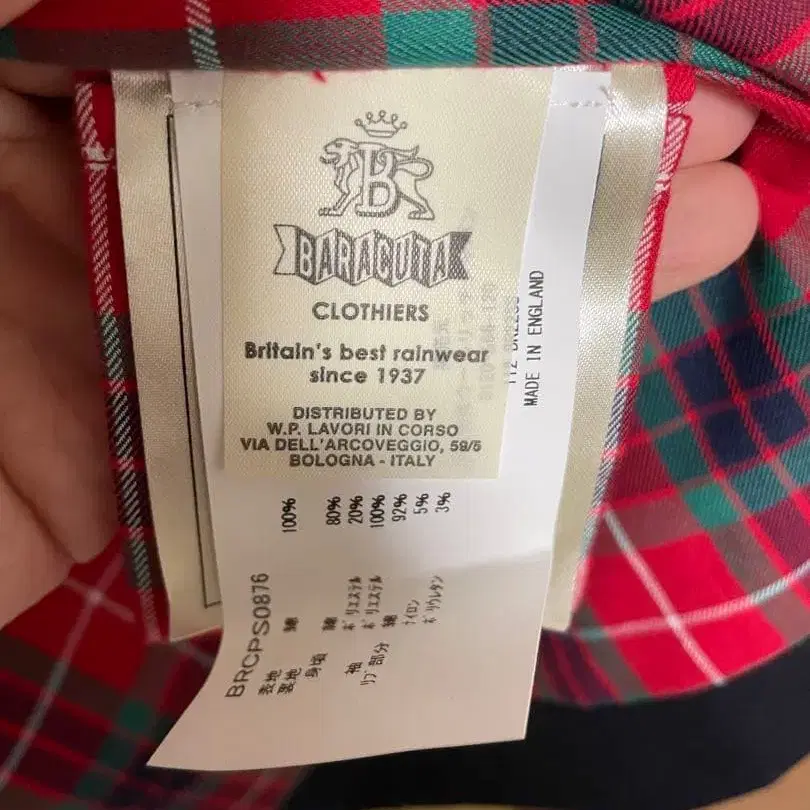 B
BARACUTA
CLOTHIERS
Britain's best rainwear
since 1937
DISTRIBUTED BY
W.P. LAVORI IN CORSO
VIA DELL'ARCOVEGGIO, 59/5
BOLOGNA - ITALY
MADE IN ENGLAND
BRCPS0876
表地 綿 100%
裏地
身頃 綿 80%
ﾎﾟﾘｴｽﾃﾙ 20%
袖 ﾎﾟﾘｴｽﾃﾙ 100%
ﾘﾌﾞ部分 綿 92%
ﾅｲﾛﾝ 5%
ﾎﾟﾘｳﾚﾀﾝ 3%